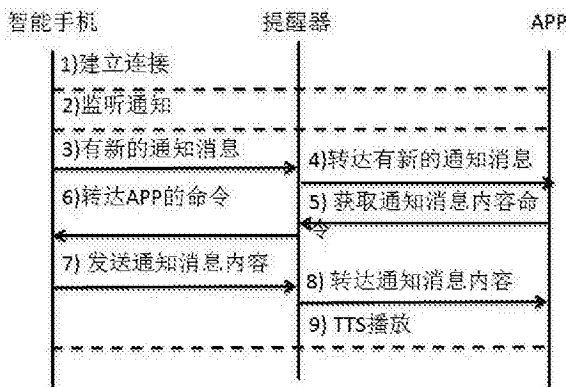 智能手机 提醒器 APP
1)建立连接
2)监听通知
3)有新的通知消息
4)转达有新的通知消息
5) 获取通知消息内容命
令
6)转达APP的命令
7) 发送通知消息内容
8) 转达通知消息内容
9) TTS播放